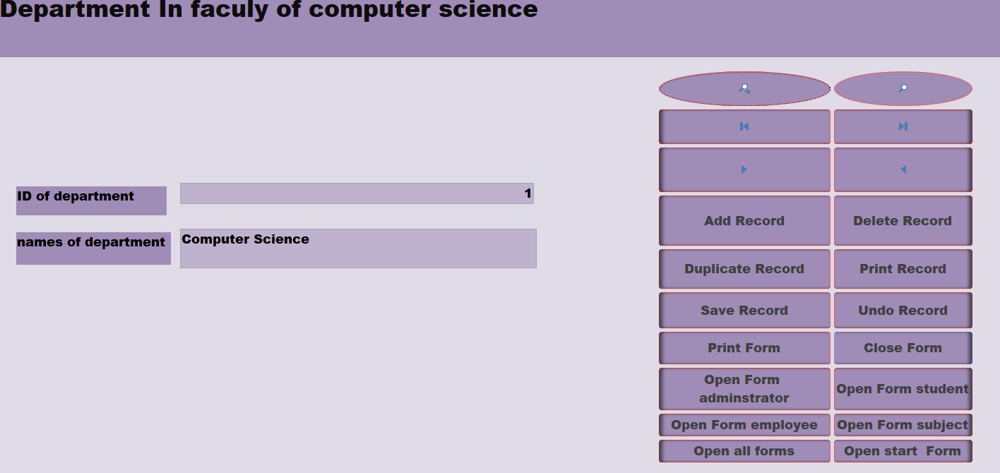 Department In faculy of computer science
ID of department
1
names of department
Computer Science
Add Record
Delete Record
Duplicate Record
Print Record
Save Record
Undo Record
Print Form
Close Form
Open Form
adminstrator
Open Form student
Open Form employee
Open Form subject
Open all forms
Open start  Form